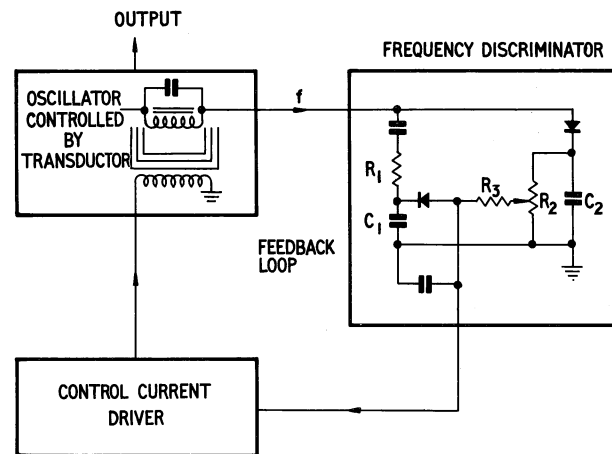 OUTPUT
FREQUENCY DISCRIMINATOR
OSCILLATOR
CONTROLLED
BY
TRANSDUCTOR
f
R1
C1
R3
R2
C2
FEEDBACK
LOOP
CONTROL CURRENT
DRIVER